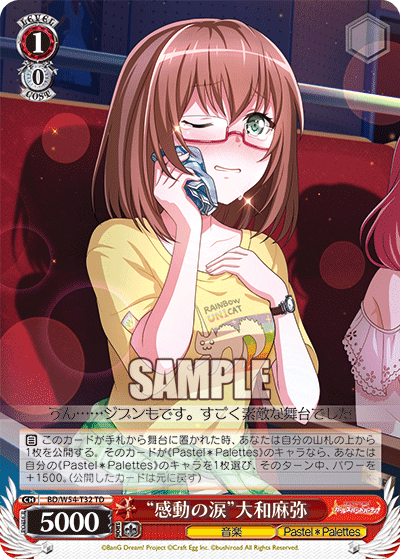 LEVEL
1
0
COST
RAINBOW
UNICAT
SAMPLE
うん……ジブンもです。すごく素敵な舞台でした
自 このカードが手札から舞台に置かれた時、あなたは自分の山札の上から
1枚を公開する。そのカードが《Pastel＊Palettes》のキャラなら、あなたは
自分の《Pastel＊Palettes》のキャラを1枚選び、そのターン中、パワーを
+1500。（公開したカードは元に戻す）
CH BD/W54-T32 TD
5000
“感動の涙”大和麻弥
音楽
Pastel＊Palettes
©BanG Dream! Project ©Craft Egg Inc. ©bushiroad All Rights Reserved.